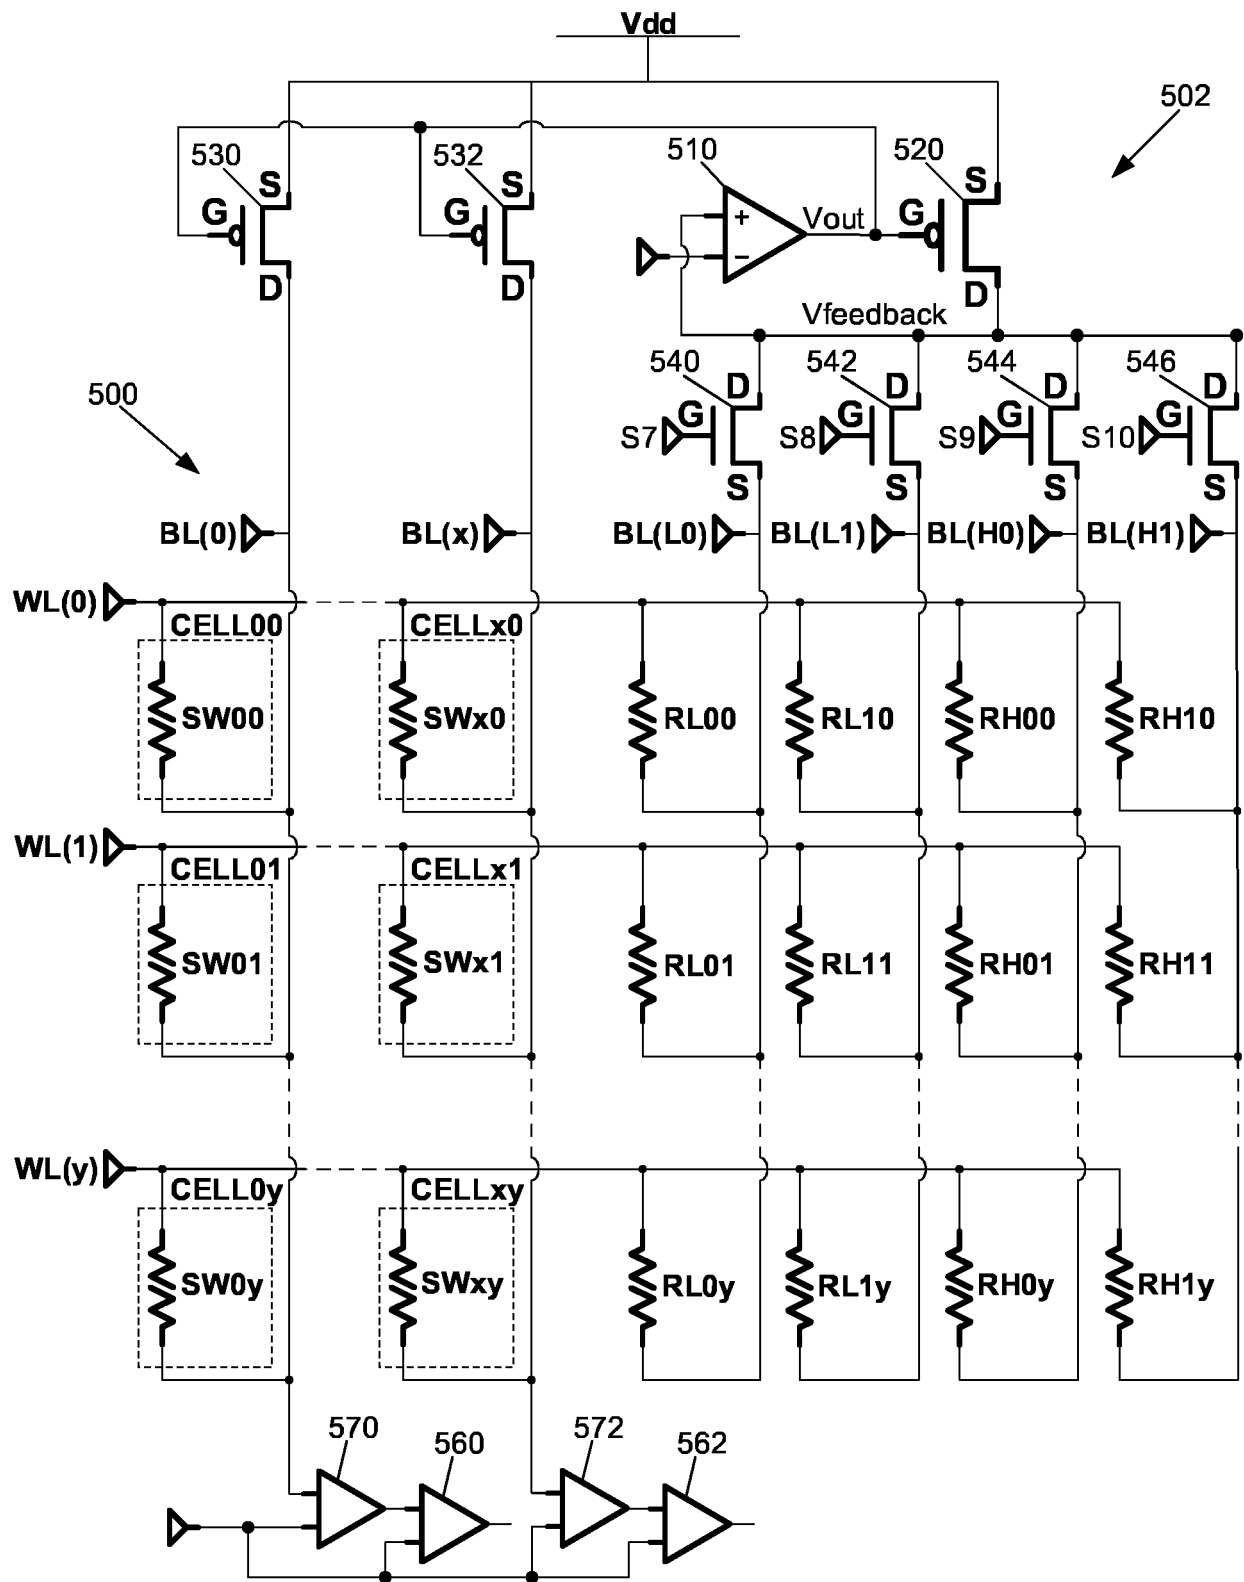 Vdd
502
530
532
510
520
S
S
S
G
G
+
Vout
G
−
D
D
D
Vfeedback
540
542
544
546
500
D
D
D
D
G
G
G
G
S7
S8
S9
S10
S
S
S
S
BL(0)
BL(x)
BL(L0)
BL(L1)
BL(H0)
BL(H1)
WL(0)
CELL00
CELLx0
SW00
SWx0
RL00
RL10
RH00
RH10
WL(1)
CELL01
CELLx1
SW01
SWx1
RL01
RL11
RH01
RH11
WL(y)
CELL0y
CELLxy
SW0y
SWxy
RL0y
RL1y
RH0y
RH1y
570
560
572
562